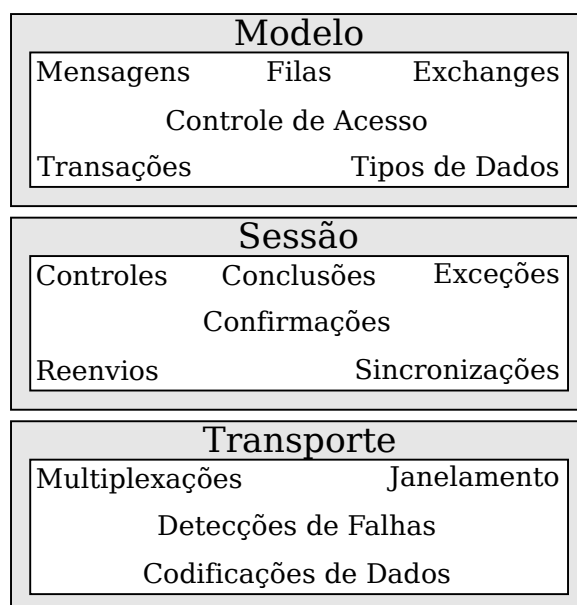 Modelo
Mensagens Filas Exchanges
Controle de Acesso
Transações Tipos de Dados
Sessão
Controles Conclusões Exceções
Confirmações
Reenvios Sincronizações
Transporte
Multiplexações Janelamento
Detecções de Falhas
Codificações de Dados